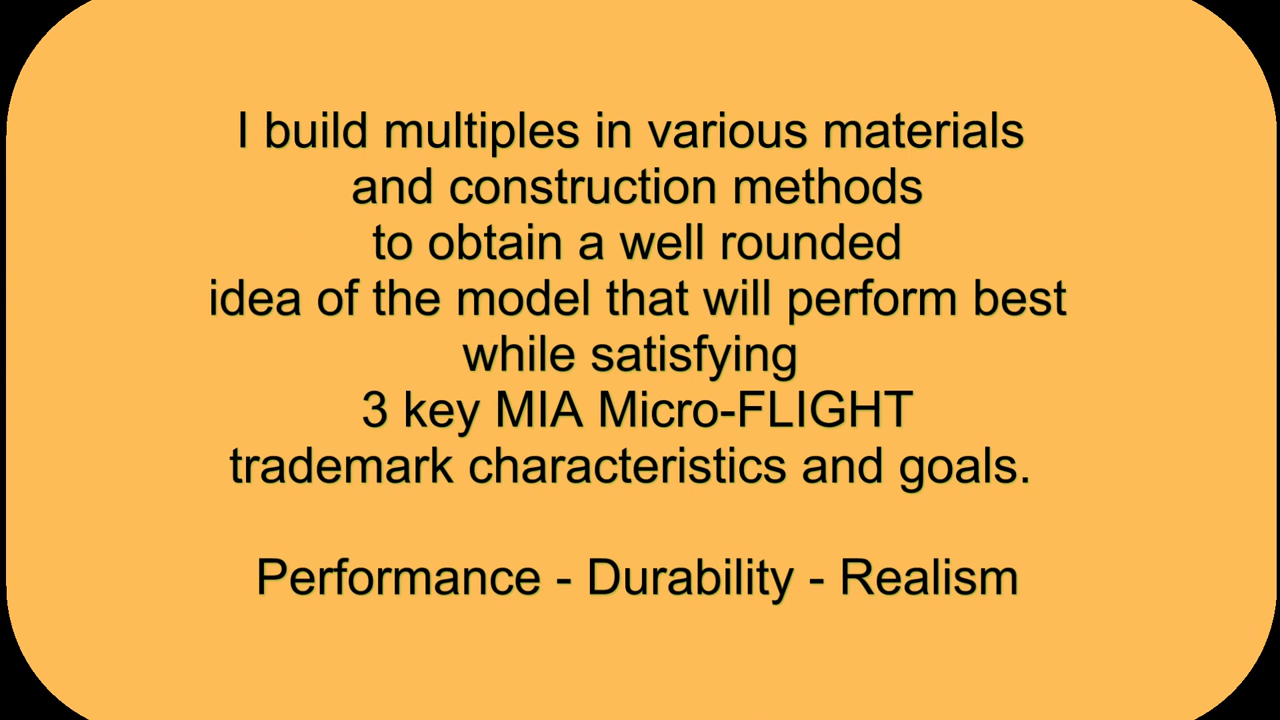 I build multiples in various materials
and construction methods
to obtain a well rounded
idea of the model that will perform best
while satisfying
3 key MIA Micro-FLIGHT
trademark characteristics and goals.
Performance - Durability - Realism